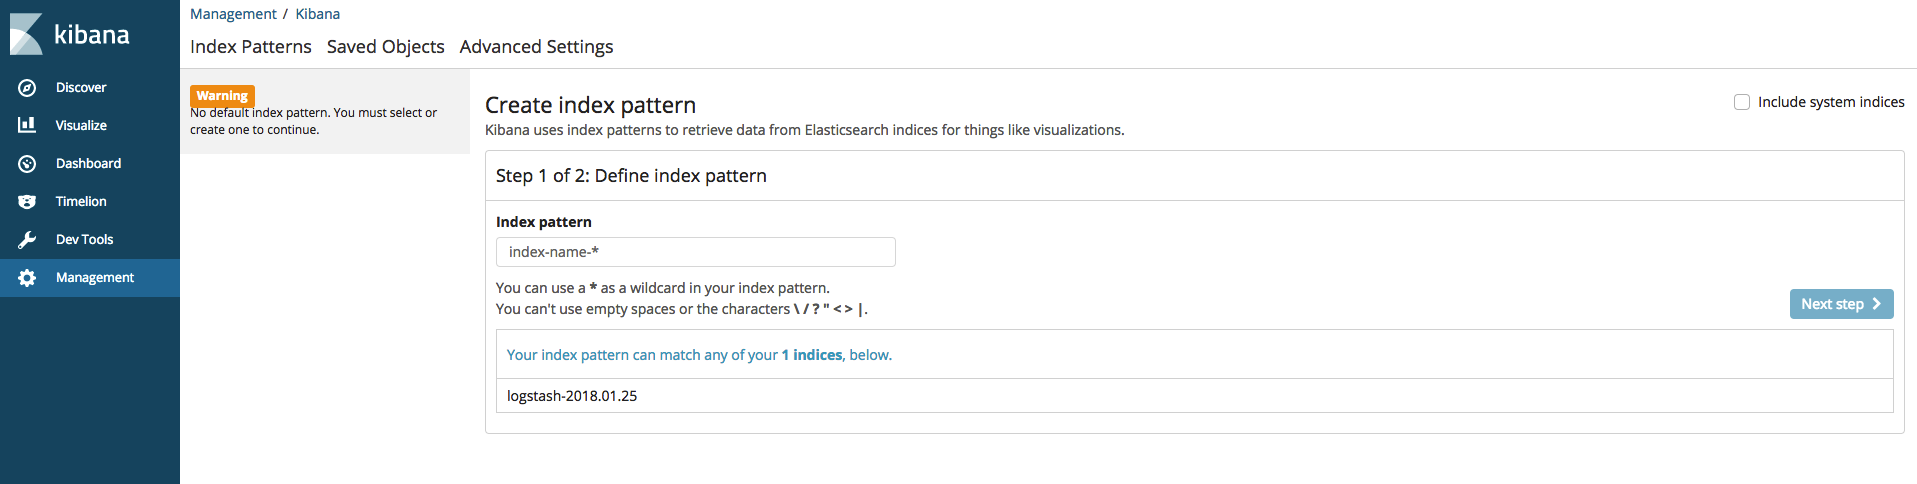 kibana
Discover
Visualize
Dashboard
Timelion
Dev Tools
Management
Management / Kibana
Index Patterns Saved Objects Advanced Settings
Warning
No default index pattern. You must select or
create one to continue.
Create index pattern
Include system indices
Kibana uses index patterns to retrieve data from Elasticsearch indices for things like visualizations.
Step 1 of 2: Define index pattern
Index pattern
index-name-*
You can use a * as a wildcard in your index pattern.
You can't use empty spaces or the characters \ / ? " < > |.
Next step
Your index pattern can match any of your 1 indices, below.
logstash-2018.01.25